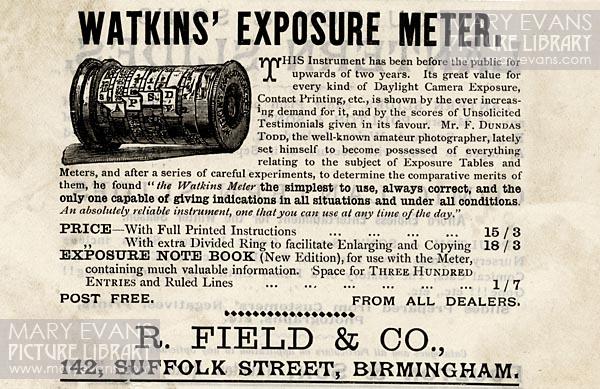 WATKINS' EXPOSURE METER.
MARY EVANS
PICTURE LIBRARY
maryevans.com
THIS Instrument has been before the public for
upwards of two years. Its great value for
every kind of Daylight Camera Exposure,
Contact Printing, etc., is shown by the ever increas-
ing demand for it, and by the scores of Unsolicited
Testimonials given in its favour. Mr. F. DUNDAS
TODD, the well-known amateur photographer, lately
set himself to become possessed of everything
relating to the subject of Exposure Tables and
Meters, and after a series of careful experiments, to determine the comparative merits of
them, he found "the Watkins Meter the simplest to use, always correct, and the
only one capable of giving indications in all situations and under all conditions.
An absolutely reliable instrument, one that you can use at any time of the day."
PRICE—With Full Printed Instructions ... ... ... ... 15 / 3
„ With extra Divided Ring to facilitate Enlarging and Copying 18 / 3
EXPOSURE NOTE BOOK (New Edition), for use with the Meter,
containing much valuable information. Space for THREE HUNDRED
ENTRIES and Ruled Lines ... ... ... ... ... 1 / 7
POST FREE. FROM ALL DEALERS.
R. FIELD & CO.,
142, SUFFOLK STREET, BIRMINGHAM.
MARY EVANS
PICTURE LIBRARY